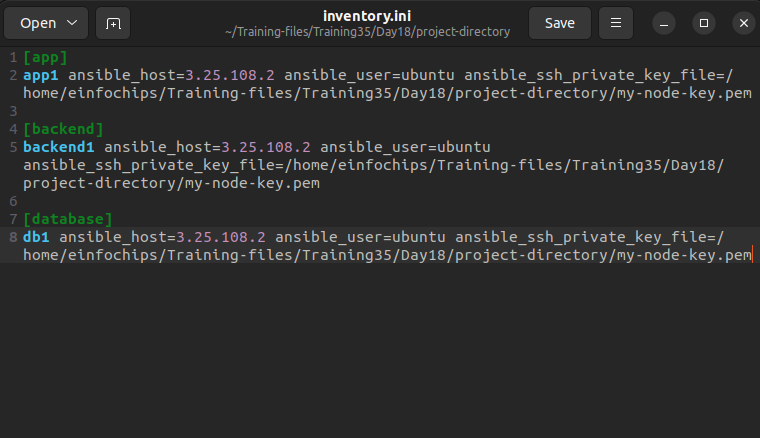 Open
inventory.ini
~/Training-files/Training35/Day18/project-directory
Save
1 [app]
2 app1 ansible_host=3.25.108.2 ansible_user=ubuntu ansible_ssh_private_key_file=/
home/einfochips/Training-files/Training35/Day18/project-directory/my-node-key.pem
3
4 [backend]
5 backend1 ansible_host=3.25.108.2 ansible_user=ubuntu
ansible_ssh_private_key_file=/home/einfochips/Training-files/Training35/Day18/
project-directory/my-node-key.pem
6
7 [database]
8 db1 ansible_host=3.25.108.2 ansible_user=ubuntu ansible_ssh_private_key_file=/
home/einfochips/Training-files/Training35/Day18/project-directory/my-node-key.pem